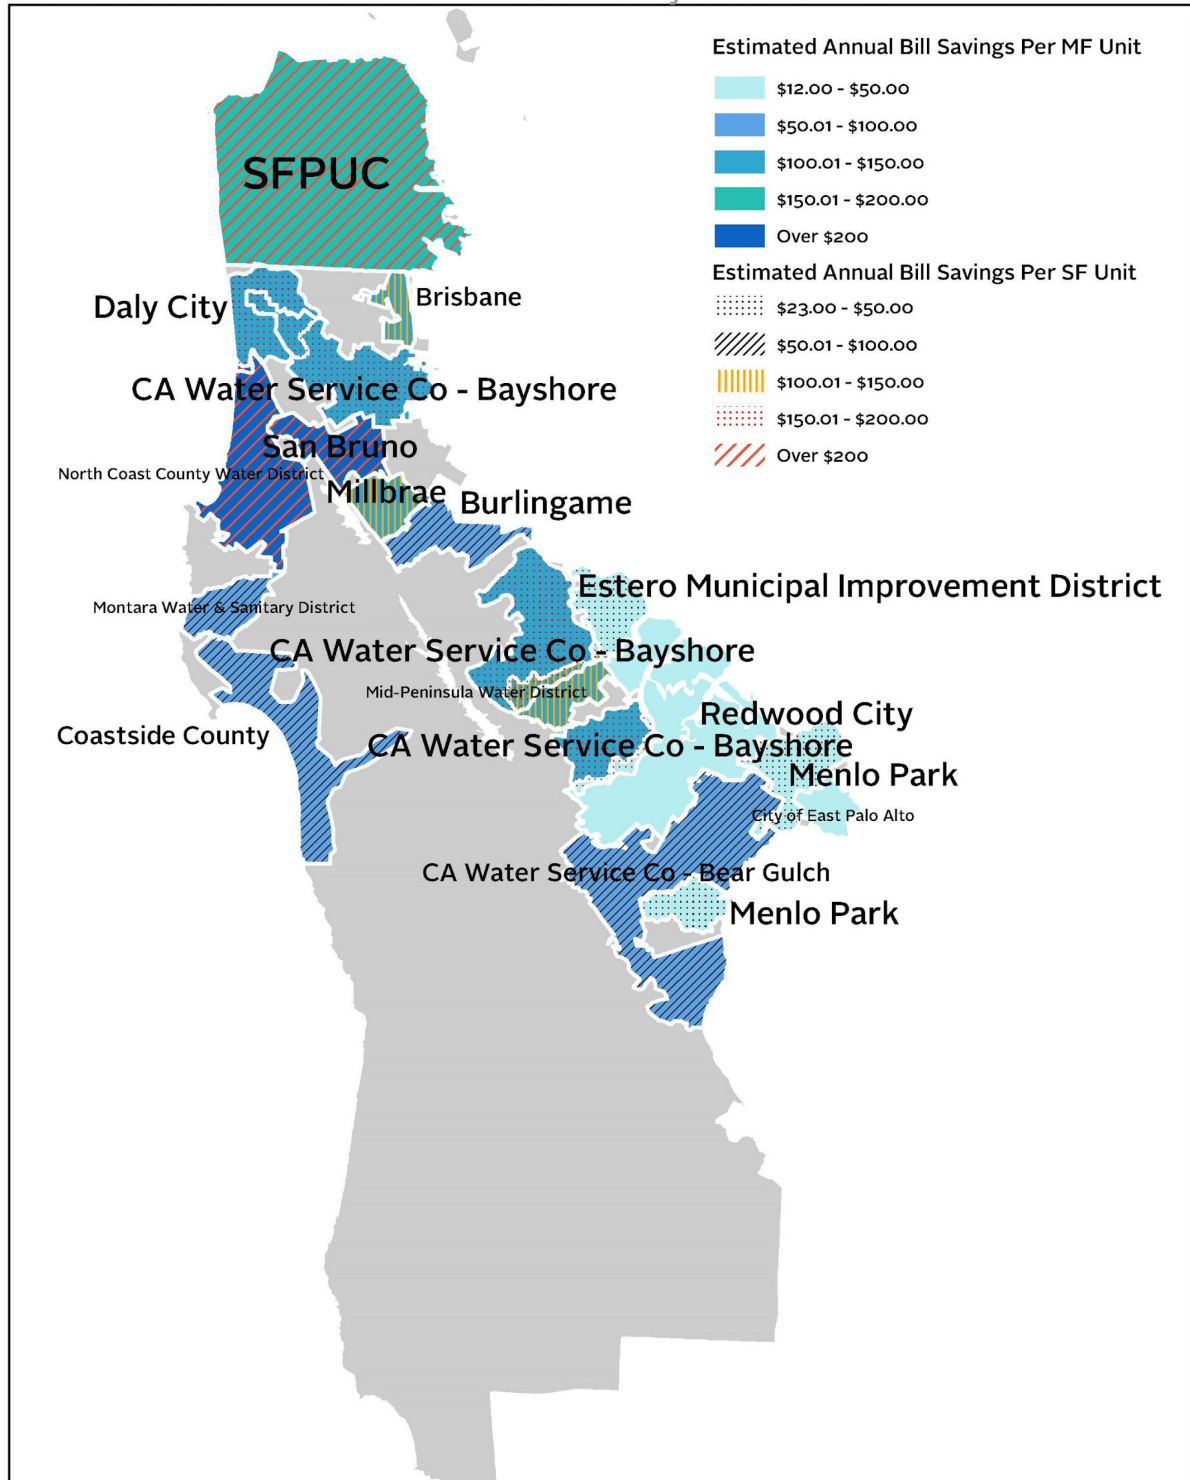 Estimated Annual Bill Savings Per MF Unit
$12.00 - $50.00
$50.01 - $100.00
$100.01 - $150.00
$150.01 - $200.00
Over $200
Estimated Annual Bill Savings Per SF Unit
$23.00 - $50.00
$50.01 - $100.00
$100.01 - $150.00
$150.01 - $200.00
Over $200
SFPUC
Brisbane
Daly City
CA Water Service Co - Bayshore
San Bruno
North Coast County Water District
Millbrae
Burlingame
Estero Municipal Improvement District
Montara Water & Sanitary District
CA Water Service Co - Bayshore
Mid-Peninsula Water District
Redwood City
Coastside County
CA Water Service Co - Bayshore
Menlo Park
City of East Palo Alto
CA Water Service Co - Bear Gulch
Menlo Park